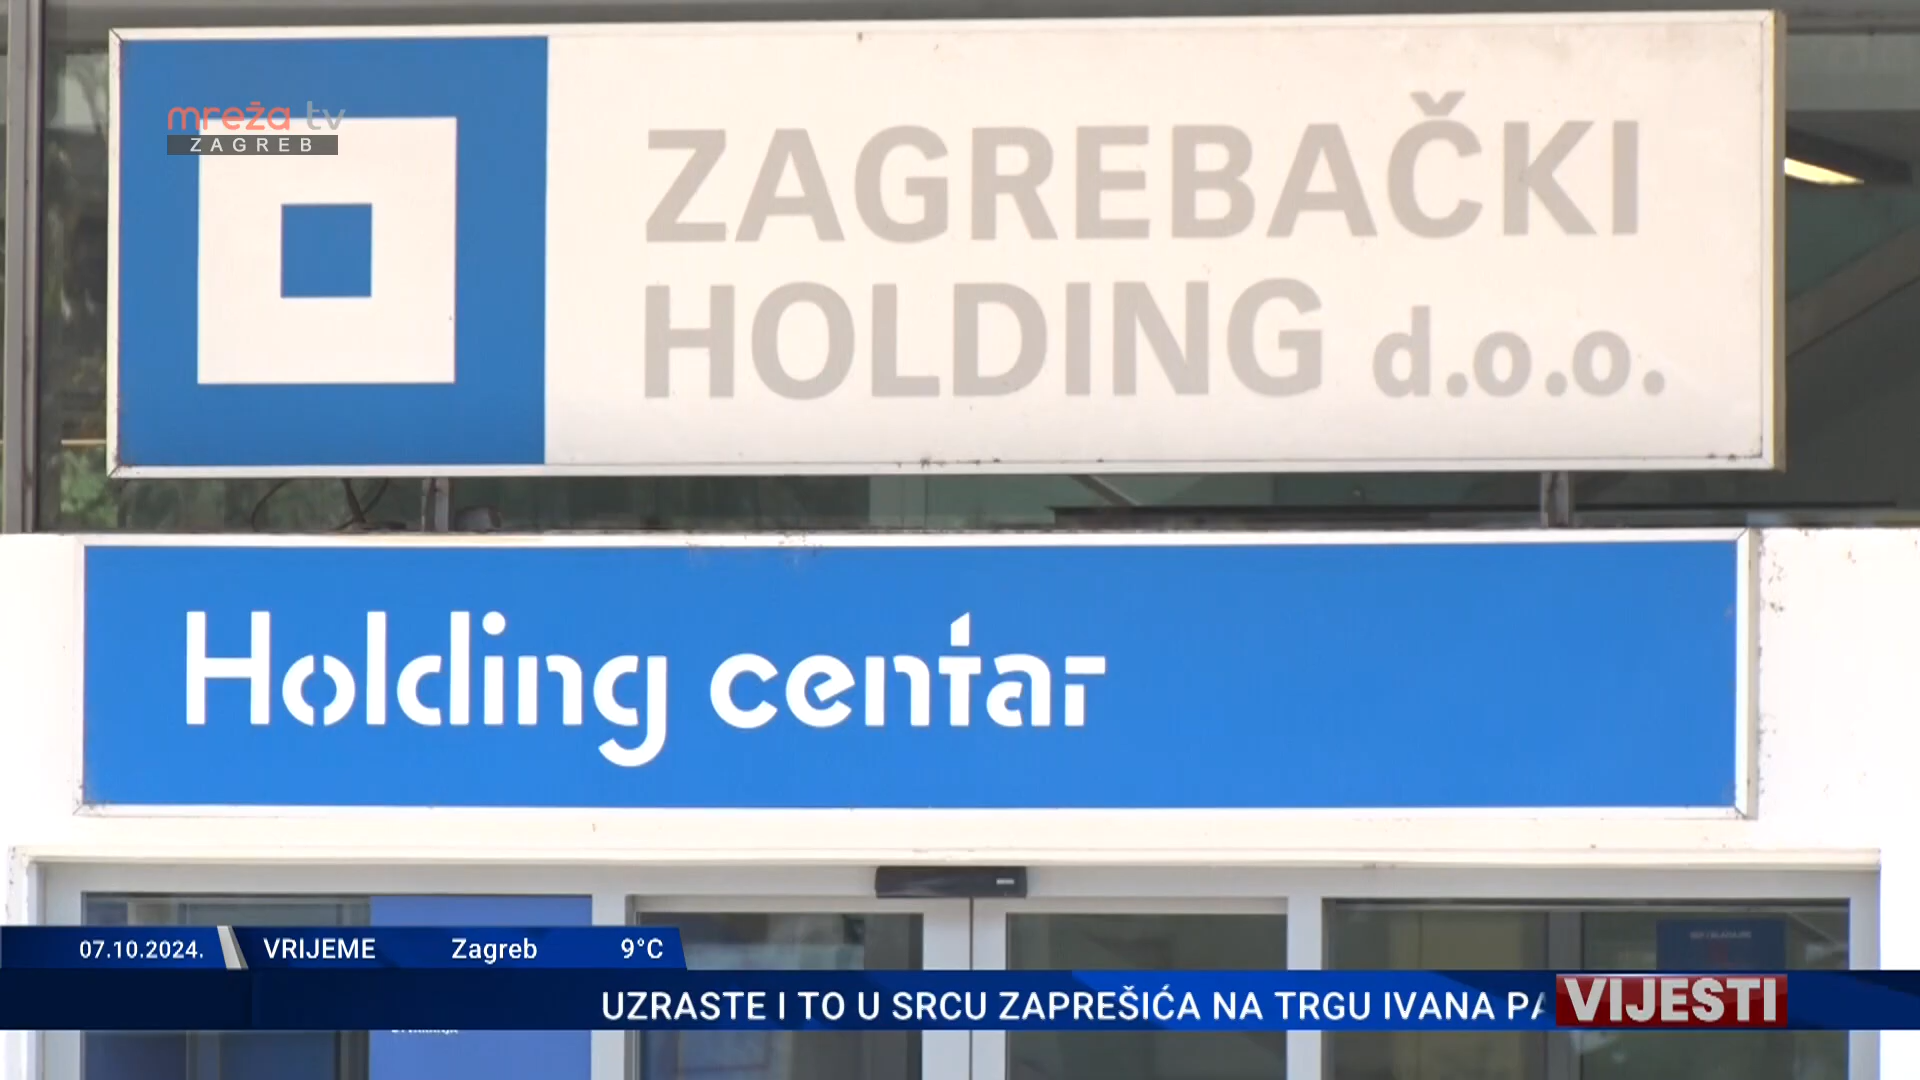 mreža tv
ZAGREB
ZAGREBAČKI
HOLDING d.o.o.
Holding centar
07.10.2024. VRIJEME Zagreb 9°C
UZRASTE I TO U SRCU ZAPREŠIĆA NA TRGU IVANA PA
VIJESTI